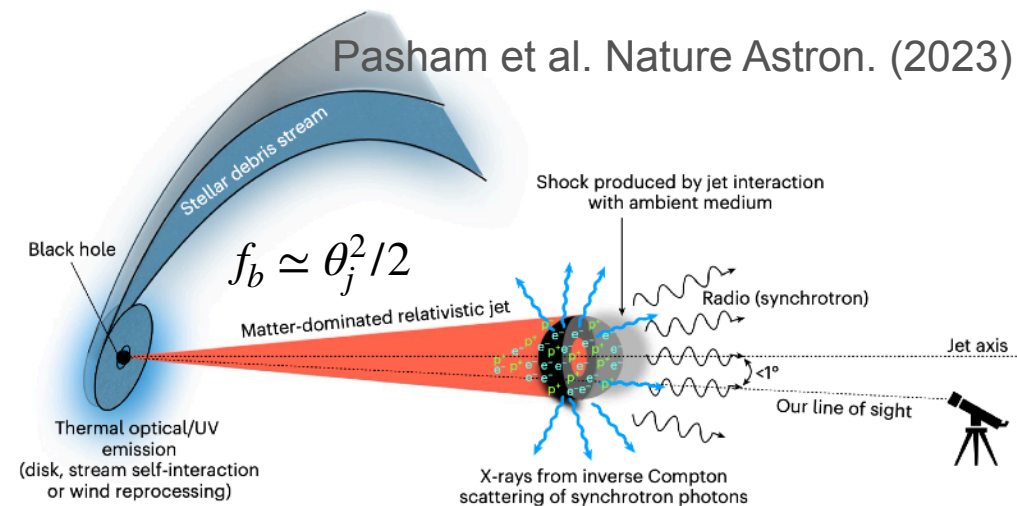 Pasham et al. Nature Astron. (2023)
Stellar debris stream
Shock produced by jet interaction
with ambient medium
Black hole
f_b ≃ θ_j^2/2
Matter-dominated relativistic jet
Radio (synchrotron)
Jet axis
<1°
Our line of sight
p⁺ e⁻ p⁺ e⁻
Thermal optical/UV
emission
(disk, stream self-interaction
or wind reprocessing)
X-rays from inverse Compton
scattering of synchrotron photons